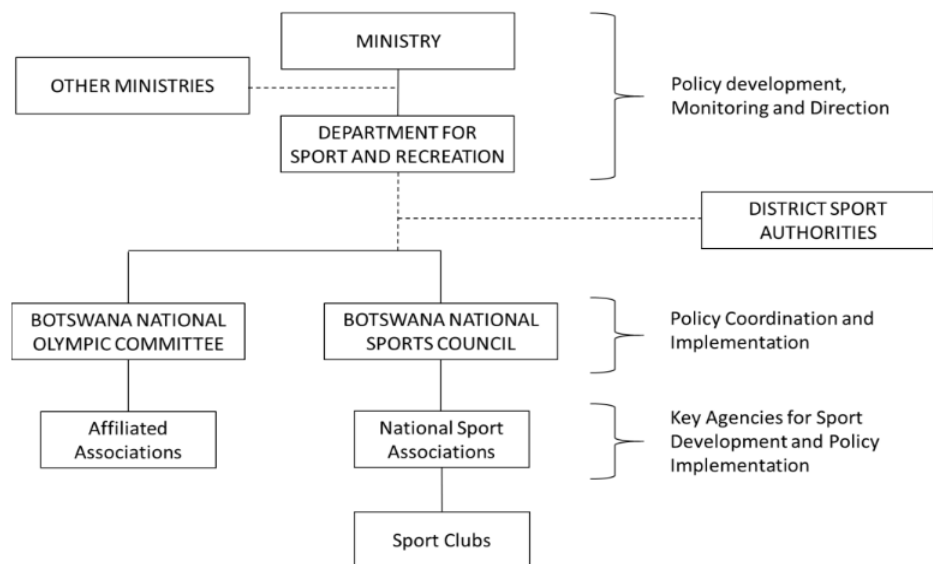 MINISTRY
OTHER MINISTRIES
Policy development,
Monitoring and Direction
DEPARTMENT FOR
SPORT AND RECREATION
DISTRICT SPORT
AUTHORITIES
BOTSWANA NATIONAL
OLYMPIC COMMITTEE
BOTSWANA NATIONAL
SPORTS COUNCIL
Policy Coordination and
Implementation
Affiliated
Associations
National Sport
Associations
Key Agencies for Sport
Development and Policy
Implementation
Sport Clubs